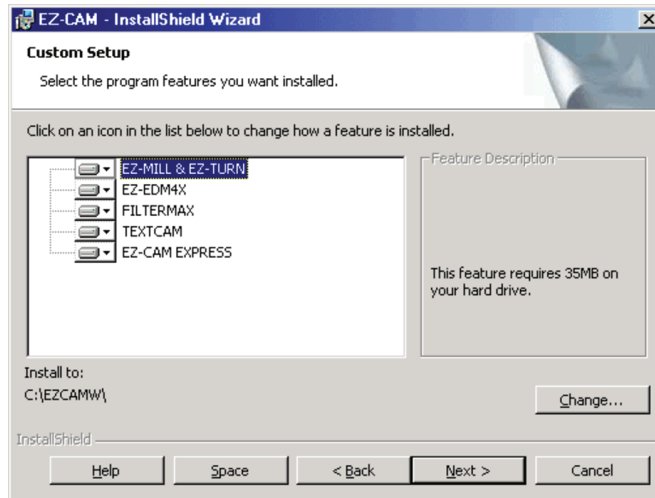 EZ-CAM - InstallShield Wizard
Custom Setup
Select the program features you want installed.
Click on an icon in the list below to change how a feature is installed.
EZ-MILL & EZ-TURN
EZ-EDM4X
FILTERMAX
TEXTCAM
EZ-CAM EXPRESS
Feature Description
This feature requires 35MB on
your hard drive.
Install to:
C:\EZCAMW\
Change...
InstallShield
Help
Space
< Back
Next >
Cancel